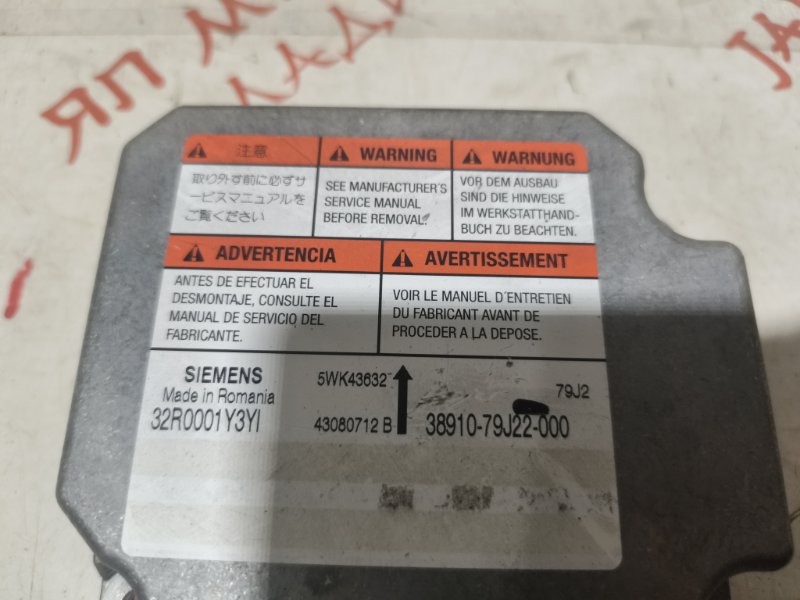 ЯП
注意
取り外す前に必ずサ
ービスマニュアルを
ご覧ください
WARNING
SEE MANUFACTURER'S
SERVICE MANUAL
BEFORE REMOVAL.
WARNUNG
VOR DEM AUSBAU
SIND DIE HINWEISE
IM WERKSTATTHAND-
BUCH ZU BEACHTEN.
ADVERTENCIA
ANTES DE EFECTUAR EL
DESMONTAJE, CONSULTE EL
MANUAL DE SERVICIO DEL
FABRICANTE.
AVERTISSEMENT
VOIR LE MANUEL D'ENTRETIEN
DU FABRICANT AVANT DE
PROCEDER A LA DEPOSE.
SIEMENS
Made in Romania
32R0001Y3YI
5WK43632
43080712 B
79J2
38910-79J22-000